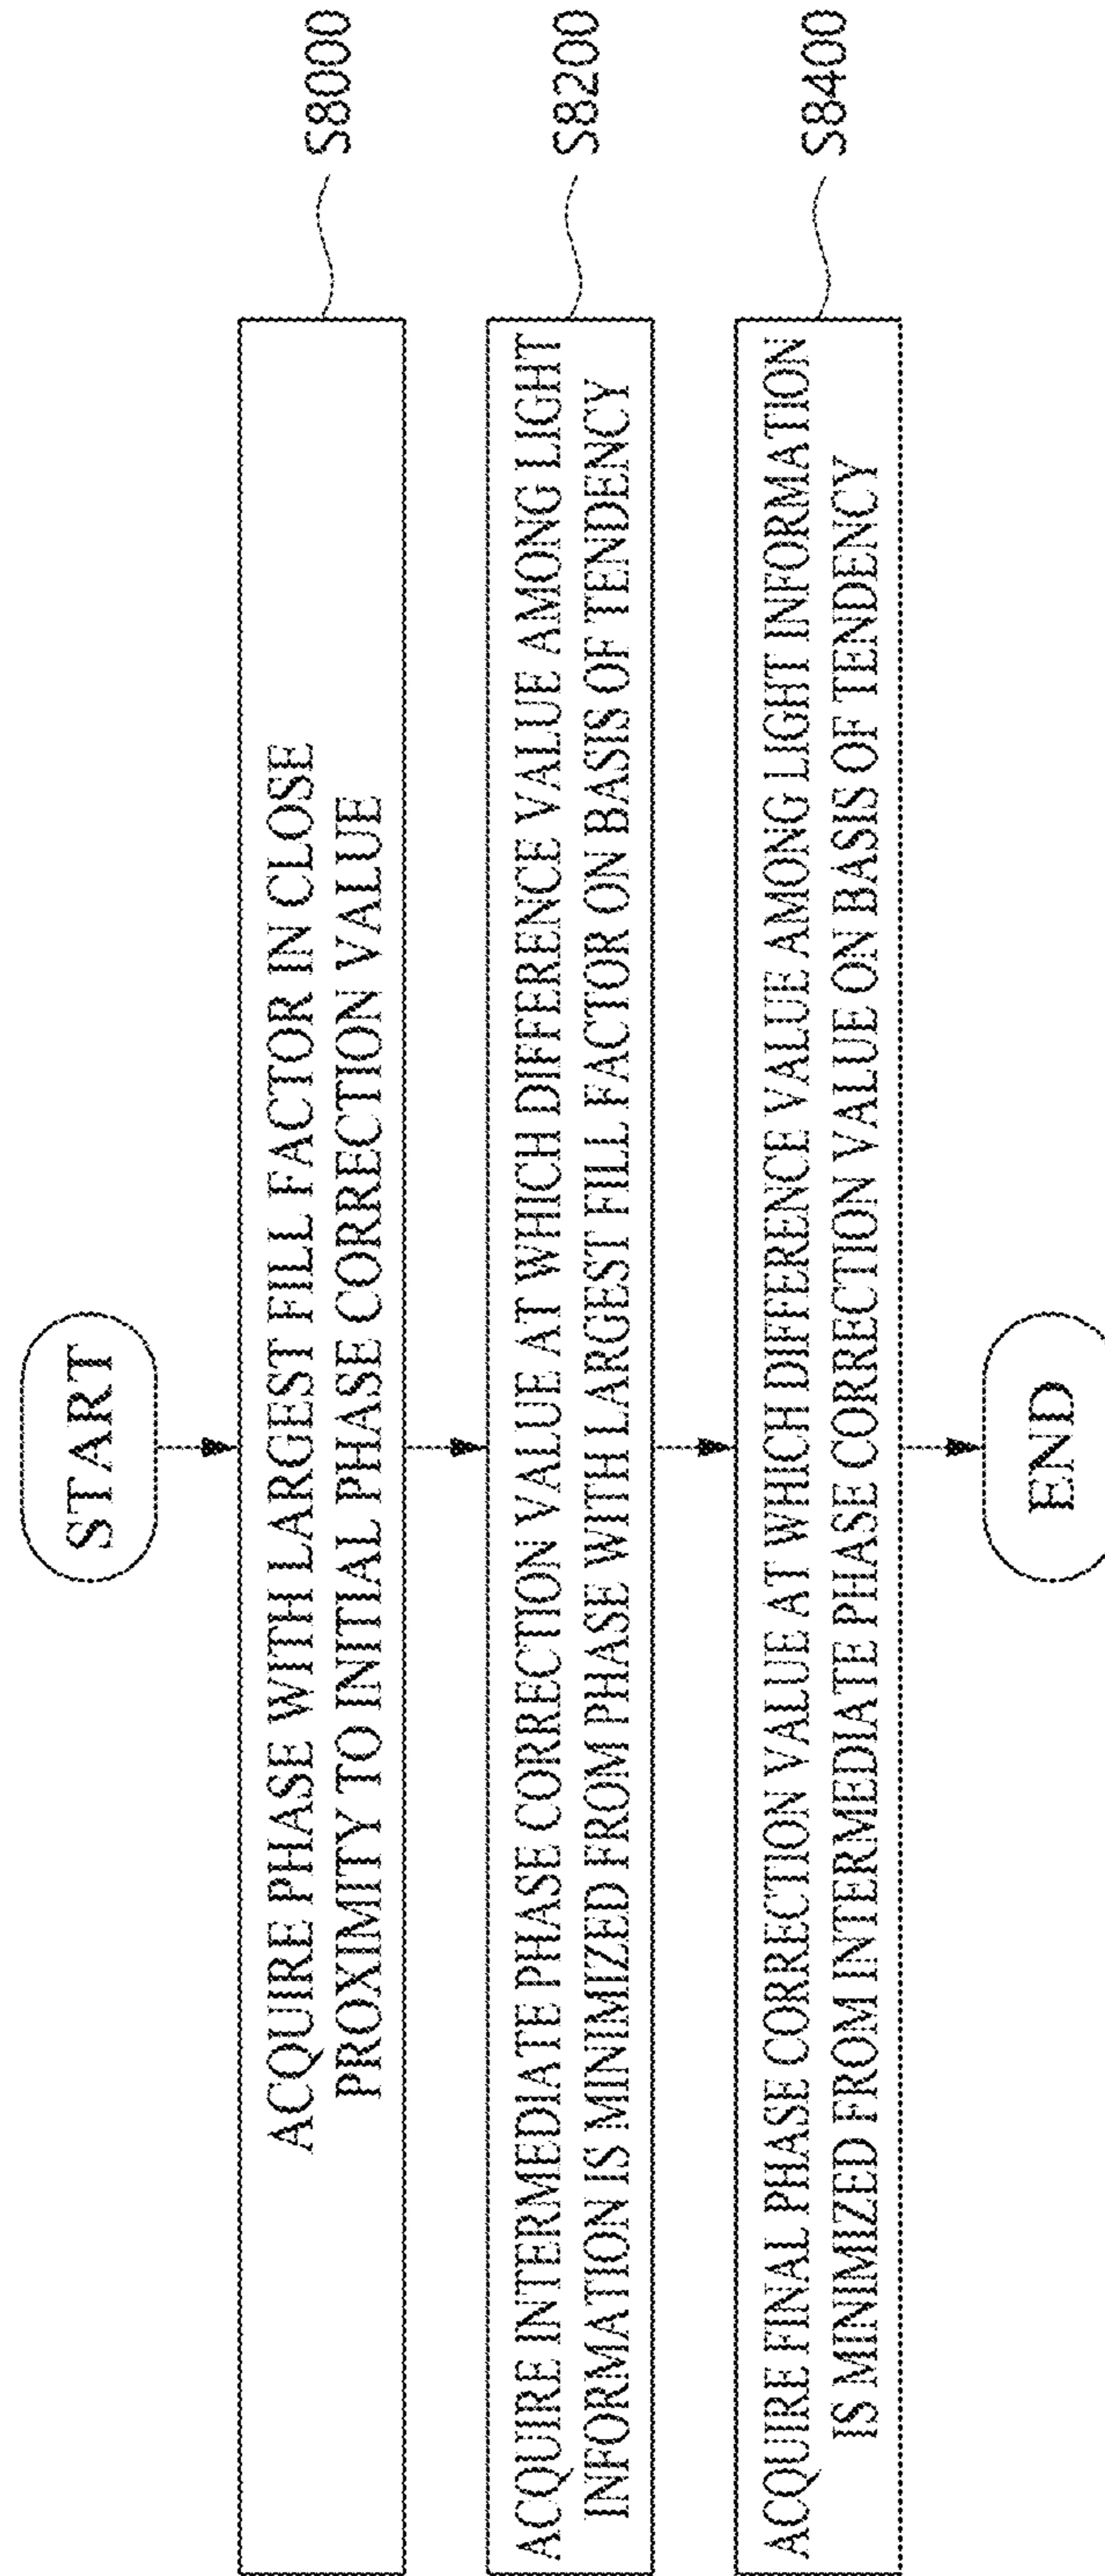 START
ACQUIRE PHASE WITH LARGEST FILL FACTOR IN CLOSE
PROXIMITY TO INITIAL PHASE CORRECTION VALUE
S8000
ACQUIRE INTERMEDIATE PHASE CORRECTION VALUE AT WHICH DIFFERENCE VALUE AMONG LIGHT
INFORMATION IS MINIMIZED FROM PHASE WITH LARGEST FILL FACTOR ON BASIS OF TENDENCY
S8200
ACQUIRE FINAL PHASE CORRECTION VALUE AT WHICH DIFFERENCE VALUE AMONG LIGHT INFORMATION
IS MINIMIZED FROM INTERMEDIATE PHASE CORRECTION VALUE ON BASIS OF TENDENCY
S8400
END